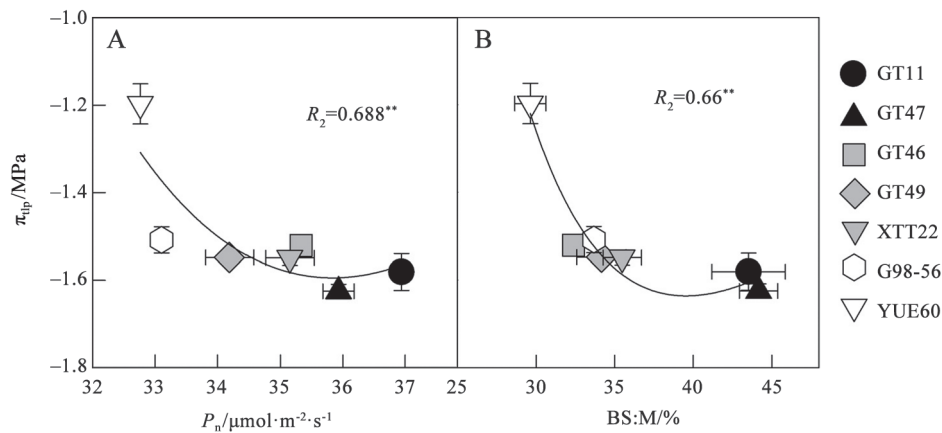 −1.0
−1.2
−1.4
−1.6
−1.8
π_tlp/MPa
A
R₂=0.688**
32
33
34
35
36
37
Pₙ/μmol·m⁻²·s⁻¹
B
R₂=0.66**
25
30
35
40
45
BS:M/%
GT11
GT47
GT46
GT49
XTT22
G98-56
YUE60